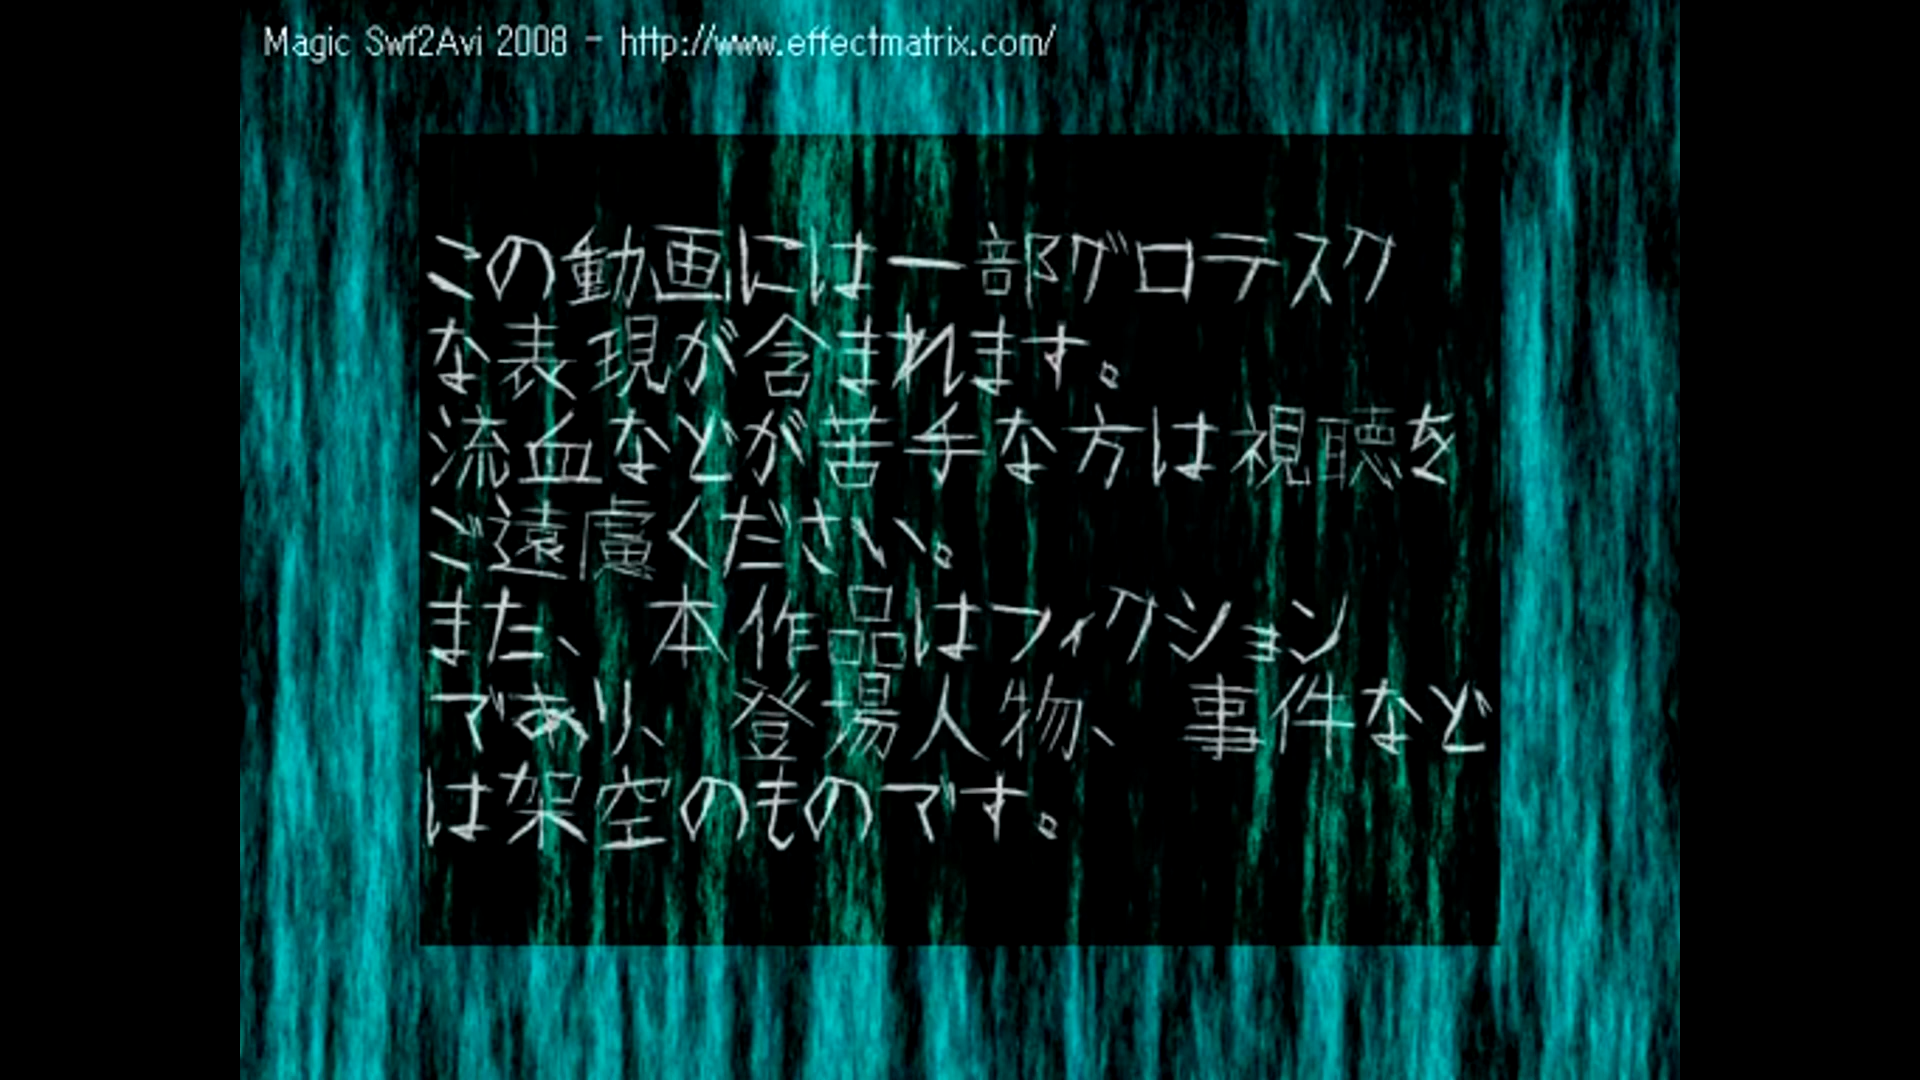 Magic Swf2Avi 2008 - http://www.effectmatrix.com/
この動画には一部グロテスク
な表現が含まれます。
流血などが苦手な方は視聴を
ご遠慮ください。
また、本作品はフィクション
であり、登場人物、事件など
は架空のものです。